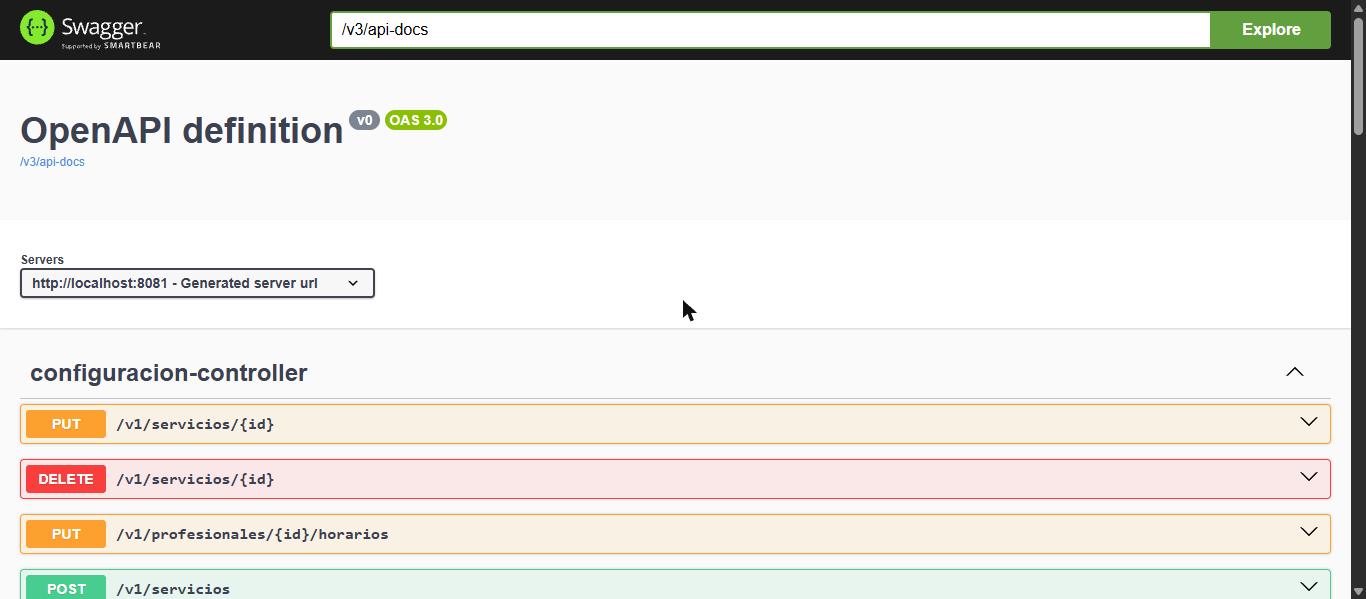 {···} Swagger
Supported by SMARTBEAR
/v3/api-docs
Explore
OpenAPI definition v0 OAS 3.0
/v3/api-docs
Servers
http://localhost:8081 - Generated server url
configuracion-controller
PUT /v1/servicios/{id}
DELETE /v1/servicios/{id}
PUT /v1/profesionales/{id}/horarios
POST /v1/servicios